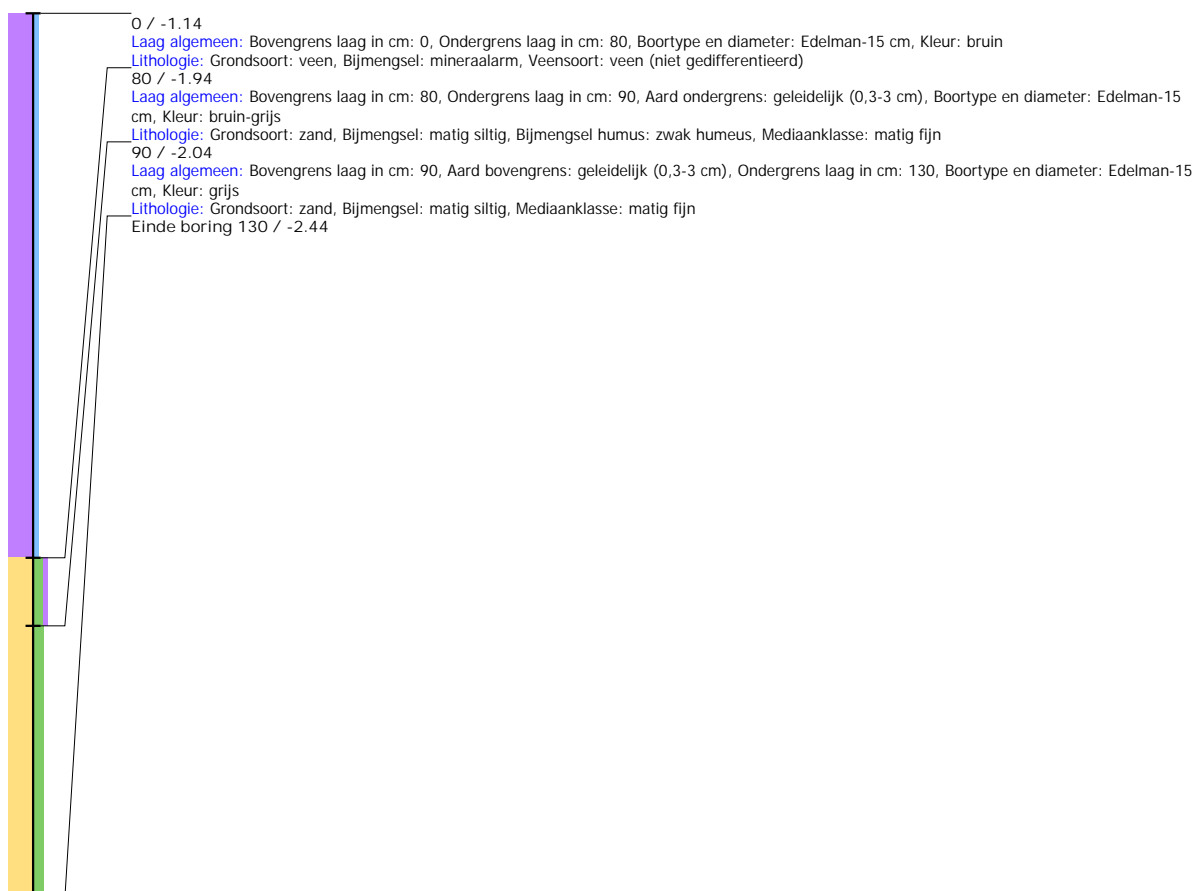 0 / -1.14
Laag algemeen: Bovengrens laag in cm: 0, Ondergrens laag in cm: 80, Boortype en diameter: Edelman-15 cm, Kleur: bruin
Lithologie: Grondsoort: veen, Bijmengsel: mineraalarm, Veensoort: veen (niet gedifferentieerd)
80 / -1.94
Laag algemeen: Bovengrens laag in cm: 80, Ondergrens laag in cm: 90, Aard ondergrens: geleidelijk (0,3-3 cm), Boortype en diameter: Edelman-15
cm, Kleur: bruin-grijs
Lithologie: Grondsoort: zand, Bijmengsel: matig siltig, Bijmengsel humus: zwak humeus, Mediaanklasse: matig fijn
90 / -2.04
Laag algemeen: Bovengrens laag in cm: 90, Aard bovengrens: geleidelijk (0,3-3 cm), Ondergrens laag in cm: 130, Boortype en diameter: Edelman-15
cm, Kleur: grijs
Lithologie: Grondsoort: zand, Bijmengsel: matig siltig, Mediaanklasse: matig fijn
Einde boring 130 / -2.44